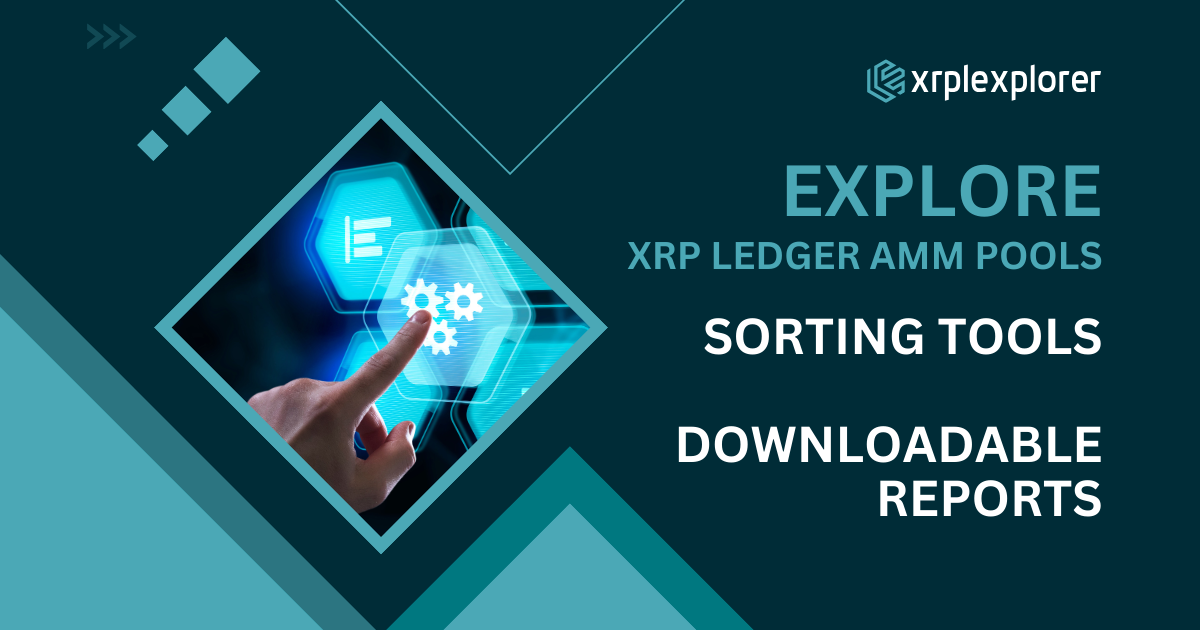 xrplexplorer
EXPLORE
XRP LEDGER AMM POOLS
SORTING TOOLS
DOWNLOADABLE
REPORTS